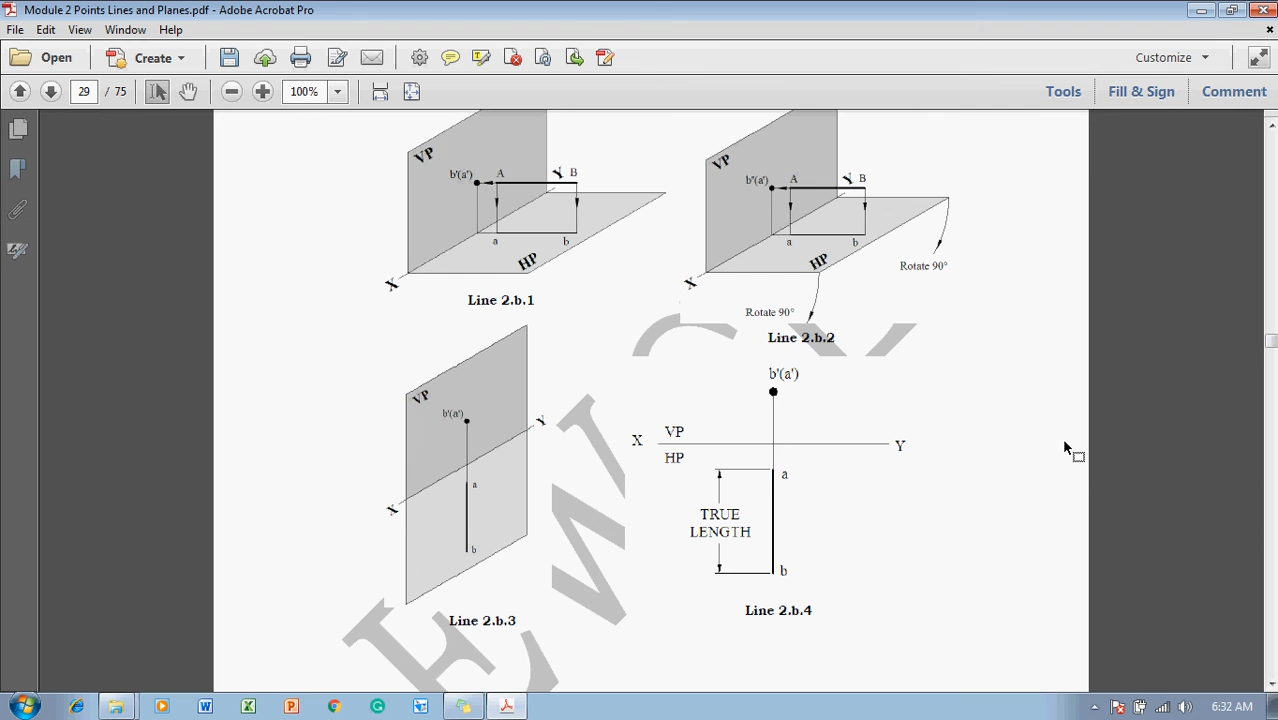 Module 2 Points Lines and Planes.pdf - Adobe Acrobat Pro
File Edit View Window Help
Open Create Customize
29 / 75 100% Tools Fill & Sign Comment
VP
b'(a') A Y B
a b
HP
X
Line 2.b.1
VP
b'(a') A Y B
a b
HP
X
Rotate 90°
Rotate 90°
Line 2.b.2
VP
b'(a')
Y
a
X
b
Line 2.b.3
b'(a')
X VP Y
HP
a
TRUE
LENGTH
b
Line 2.b.4
6:32 AM